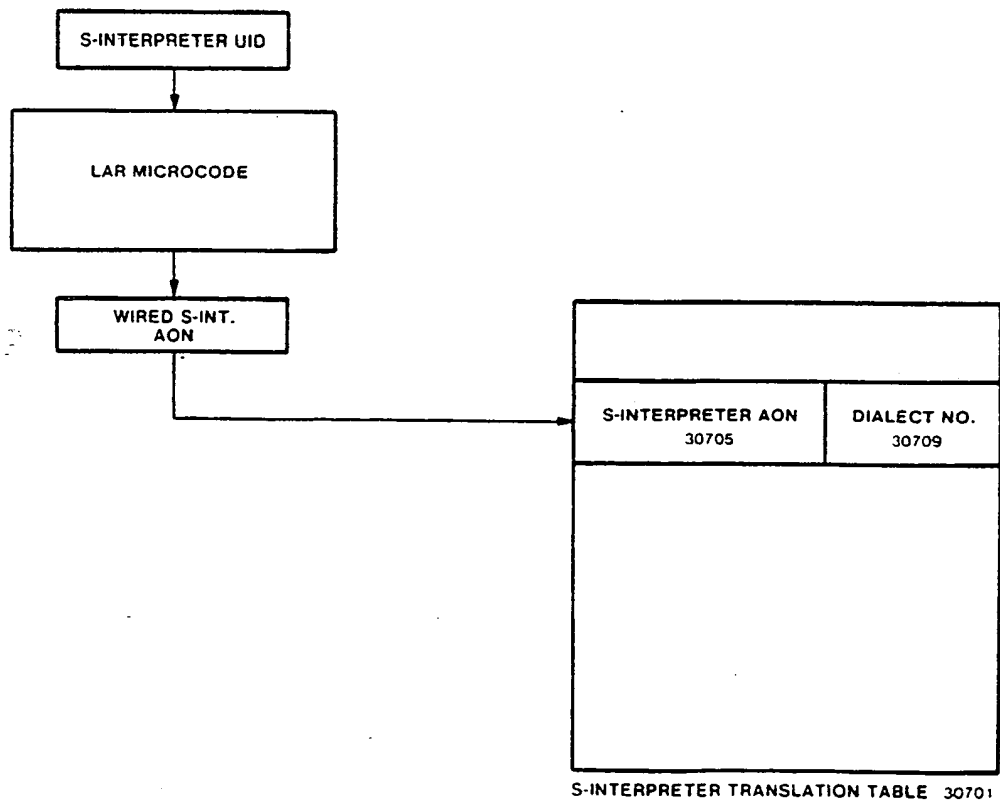 S-INTERPRETER UID
LAR MICROCODE
WIRED S-INT.
AON
S-INTERPRETER AON
30705
DIALECT NO.
30709
S-INTERPRETER TRANSLATION TABLE 30701